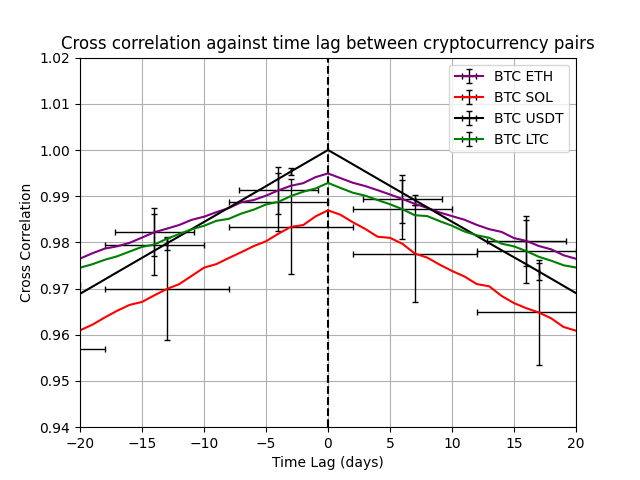 Cross correlation against time lag between cryptocurrency pairs
1.02
1.01
1.00
0.99
0.98
0.97
0.96
0.95
0.94
Cross Correlation
BTC ETH
BTC SOL
BTC USDT
BTC LTC
−20
−15
−10
−5
0
5
10
15
20
Time Lag (days)